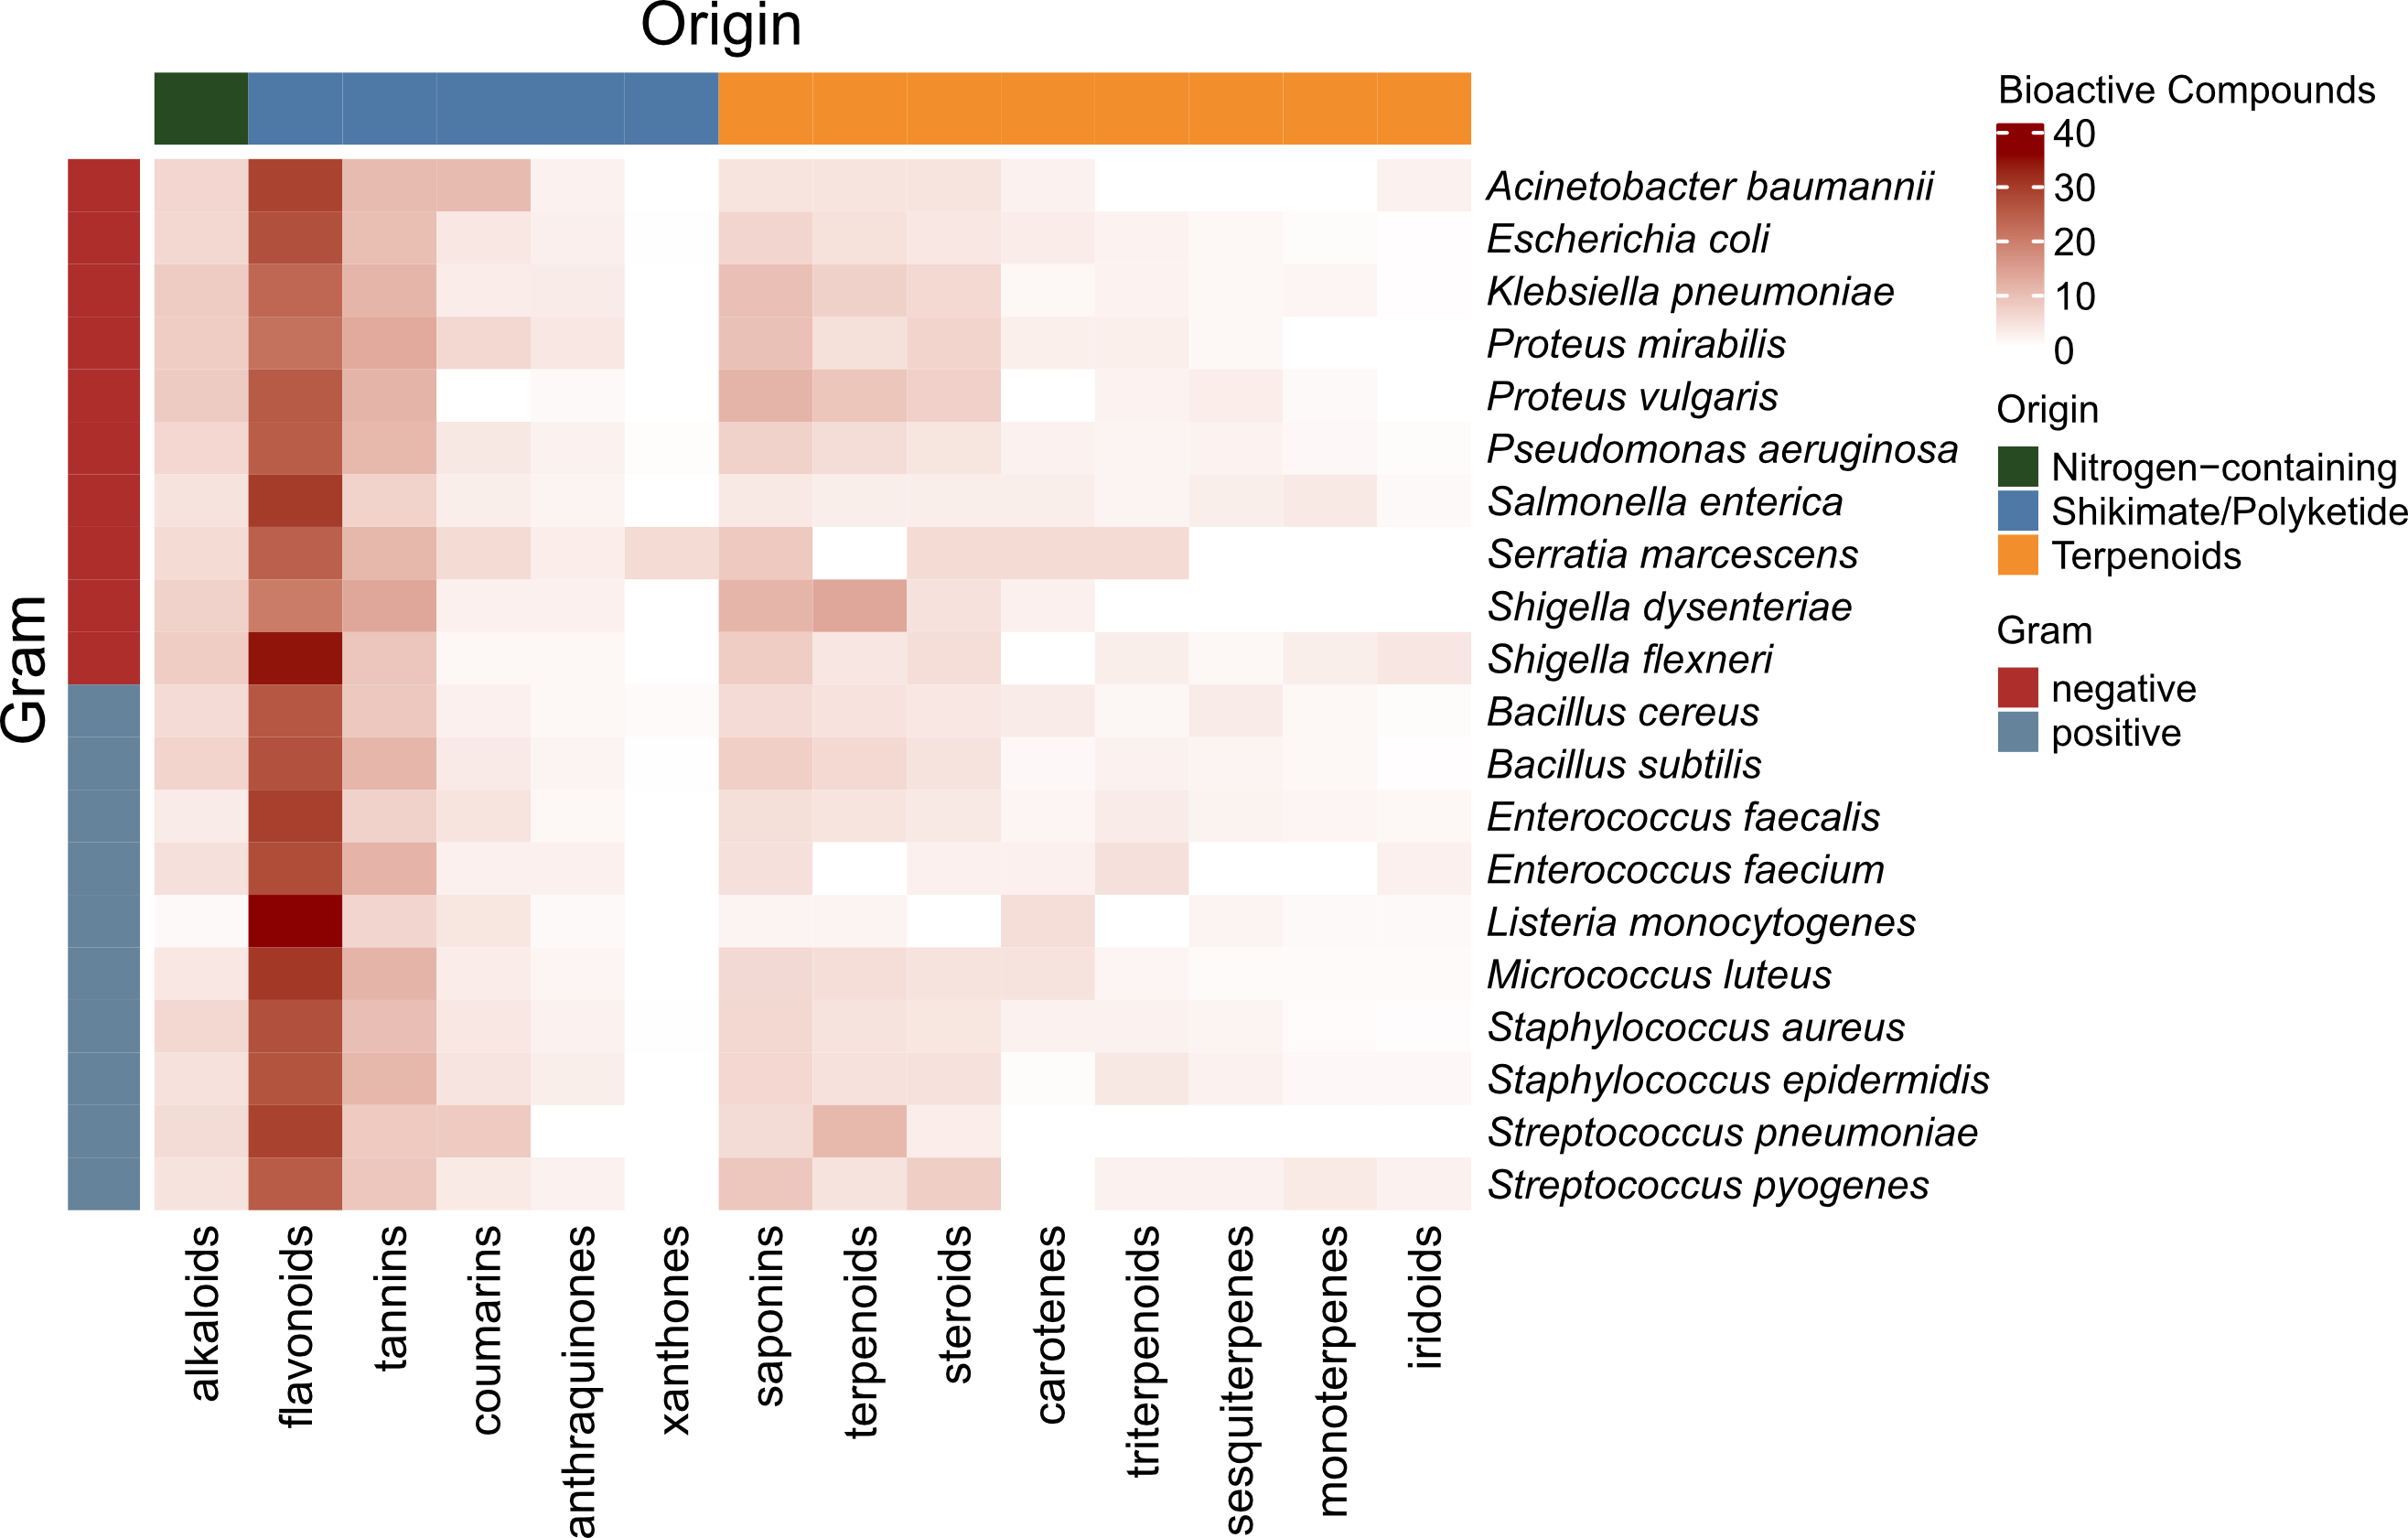 Origin
Bioactive Compounds
40
30
20
10
0
Origin
Nitrogen−containing
Shikimate/Polyketide
Terpenoids
Gram
negative
positive
Gram
Acinetobacter baumannii
Escherichia coli
Klebsiella pneumoniae
Proteus mirabilis
Proteus vulgaris
Pseudomonas aeruginosa
Salmonella enterica
Serratia marcescens
Shigella dysenteriae
Shigella flexneri
Bacillus cereus
Bacillus subtilis
Enterococcus faecalis
Enterococcus faecium
Listeria monocytogenes
Micrococcus luteus
Staphylococcus aureus
Staphylococcus epidermidis
Streptococcus pneumoniae
Streptococcus pyogenes
alkaloids
flavonoids
tannins
coumarins
anthraquinones
xanthones
saponins
terpenoids
steroids
carotenes
triterpenoids
sesquiterpenes
monoterpenes
iridoids